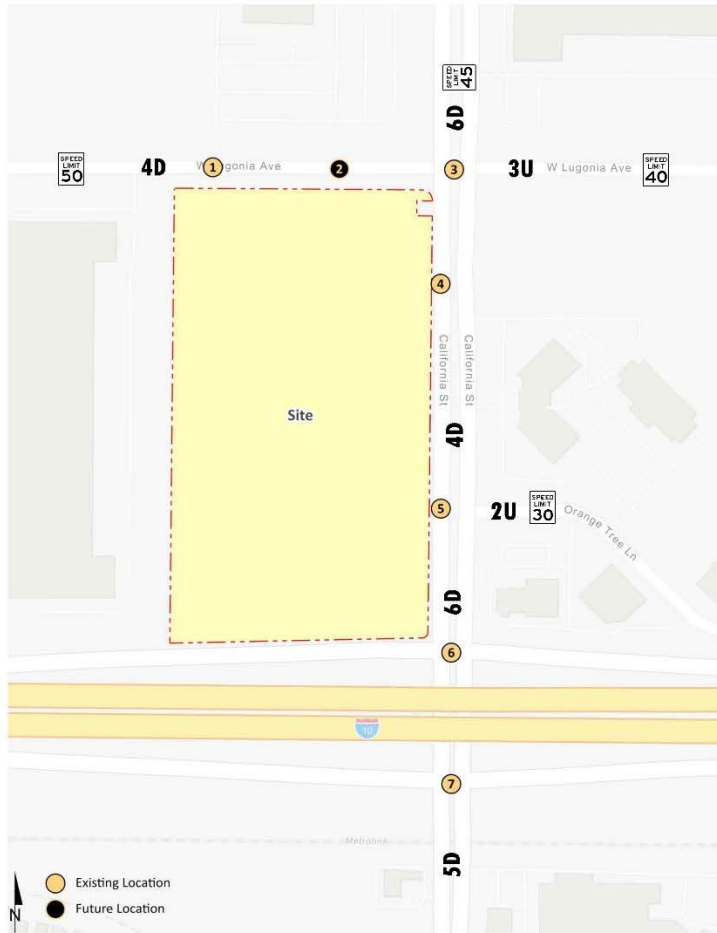 SPEED
LIMIT
45
6D
SPEED
LIMIT
50
4D
W Lugonia Ave
1
2
3
3U
W Lugonia Ave
SPEED
LIMIT
40
4
California St
California St
Site
4D
5
2U
SPEED
LIMIT
30
Orange Tree Ln
6D
6
10
7
Metrolink
5D
Existing Location
Future Location
N